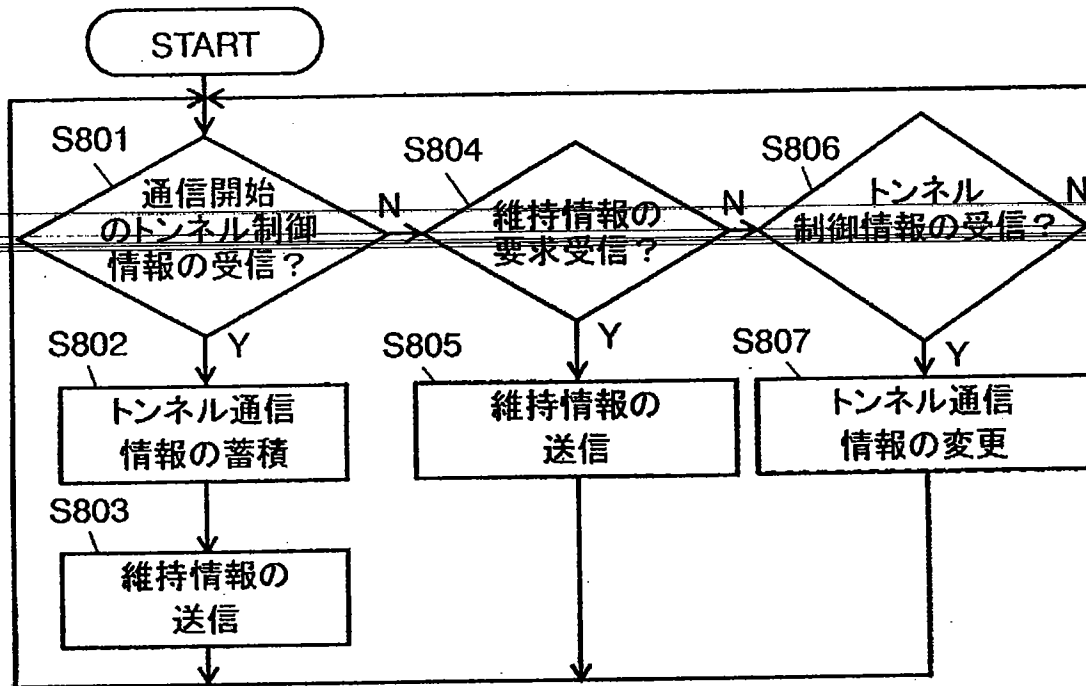 START
S801
通信開始
のトンネル制御
情報の受信？
N
S804
維持情報の
要求受信？
N
S806
トンネル
制御情報の受信？
N
Y
S802
トンネル通信
情報の蓄積
Y
S805
維持情報の
送信
Y
S807
トンネル通信
情報の変更
S803
維持情報の
送信